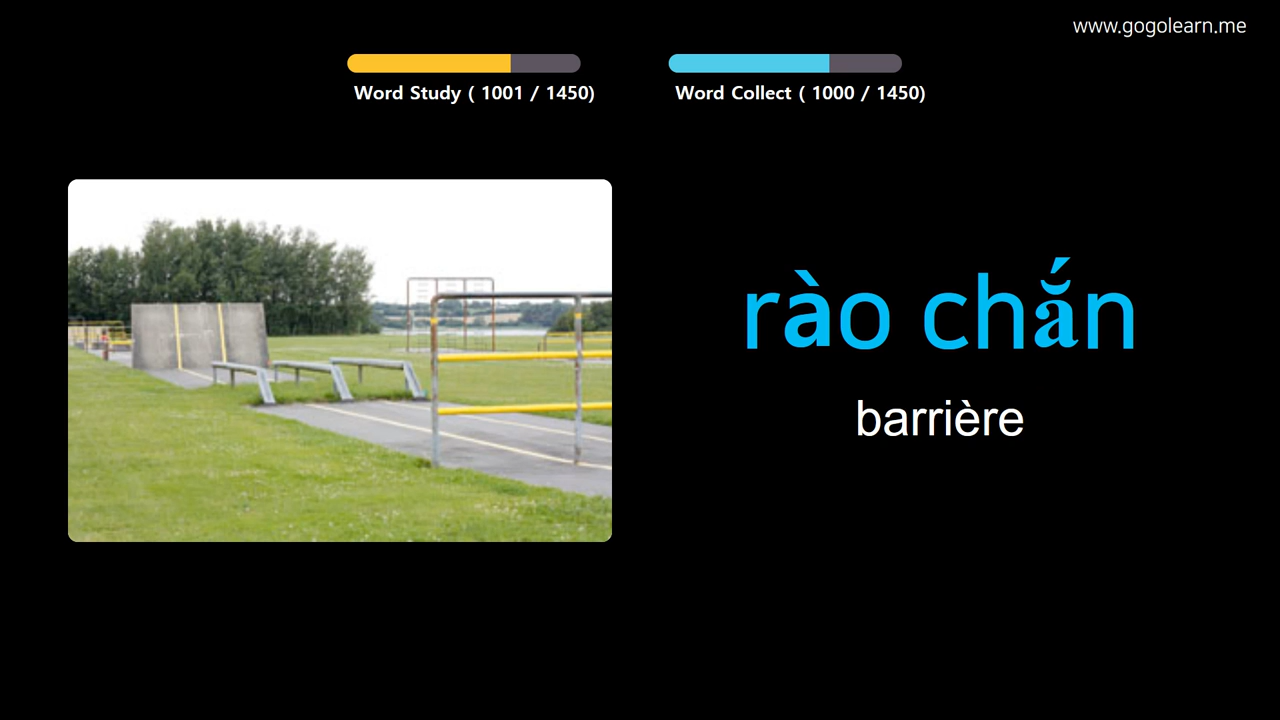 www.gogolearn.me
Word Study ( 1001 / 1450)
Word Collect ( 1000 / 1450)
rào chắn
barrière